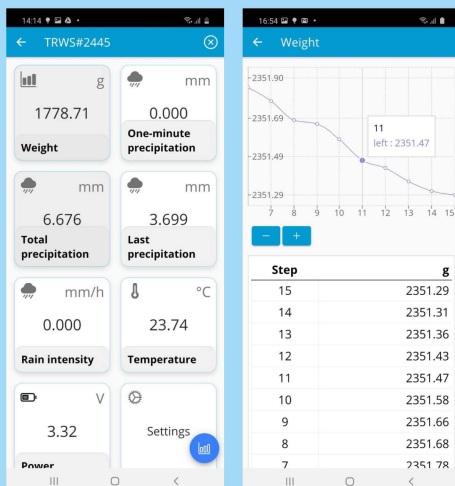 14:14
TRWS#2445
g
1778.71
Weight
mm
0.000
One-minute
precipitation
mm
6.676
Total
precipitation
mm
3.699
Last
precipitation
mm/h
0.000
Rain intensity
°C
23.74
Temperature
V
3.32
Power
Settings
16:54
Weight
2351.90
2351.69
2351.49
2351.29
11
left : 2351.47
7 8 9 10 11 12 13 14 15
− +
Step g
15 2351.29
14 2351.31
13 2351.36
12 2351.43
11 2351.47
10 2351.58
9 2351.66
8 2351.68
7 2351.78